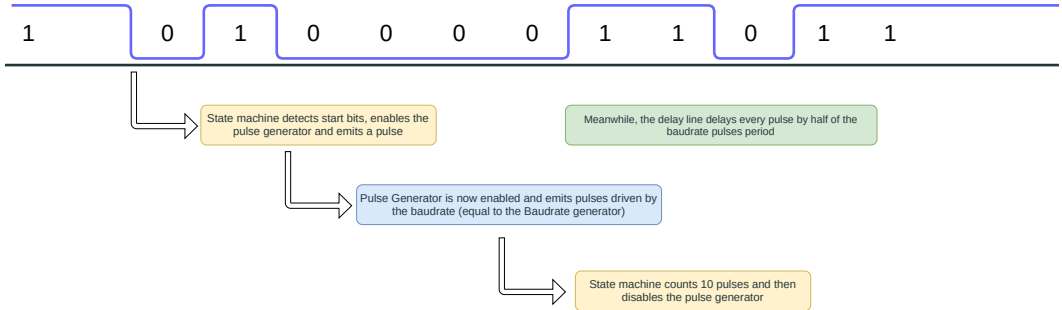 1 0 1 0 0 0 0 1 1 0 1 1
State machine detects start bits, enables the
pulse generator and emits a pulse
Meanwhile, the delay line delays every pulse by half of the
baudrate pulses period
Pulse Generator is now enabled and emits pulses driven by
the baudrate (equal to the Baudrate generator)
State machine counts 10 pulses and then
disables the pulse generator